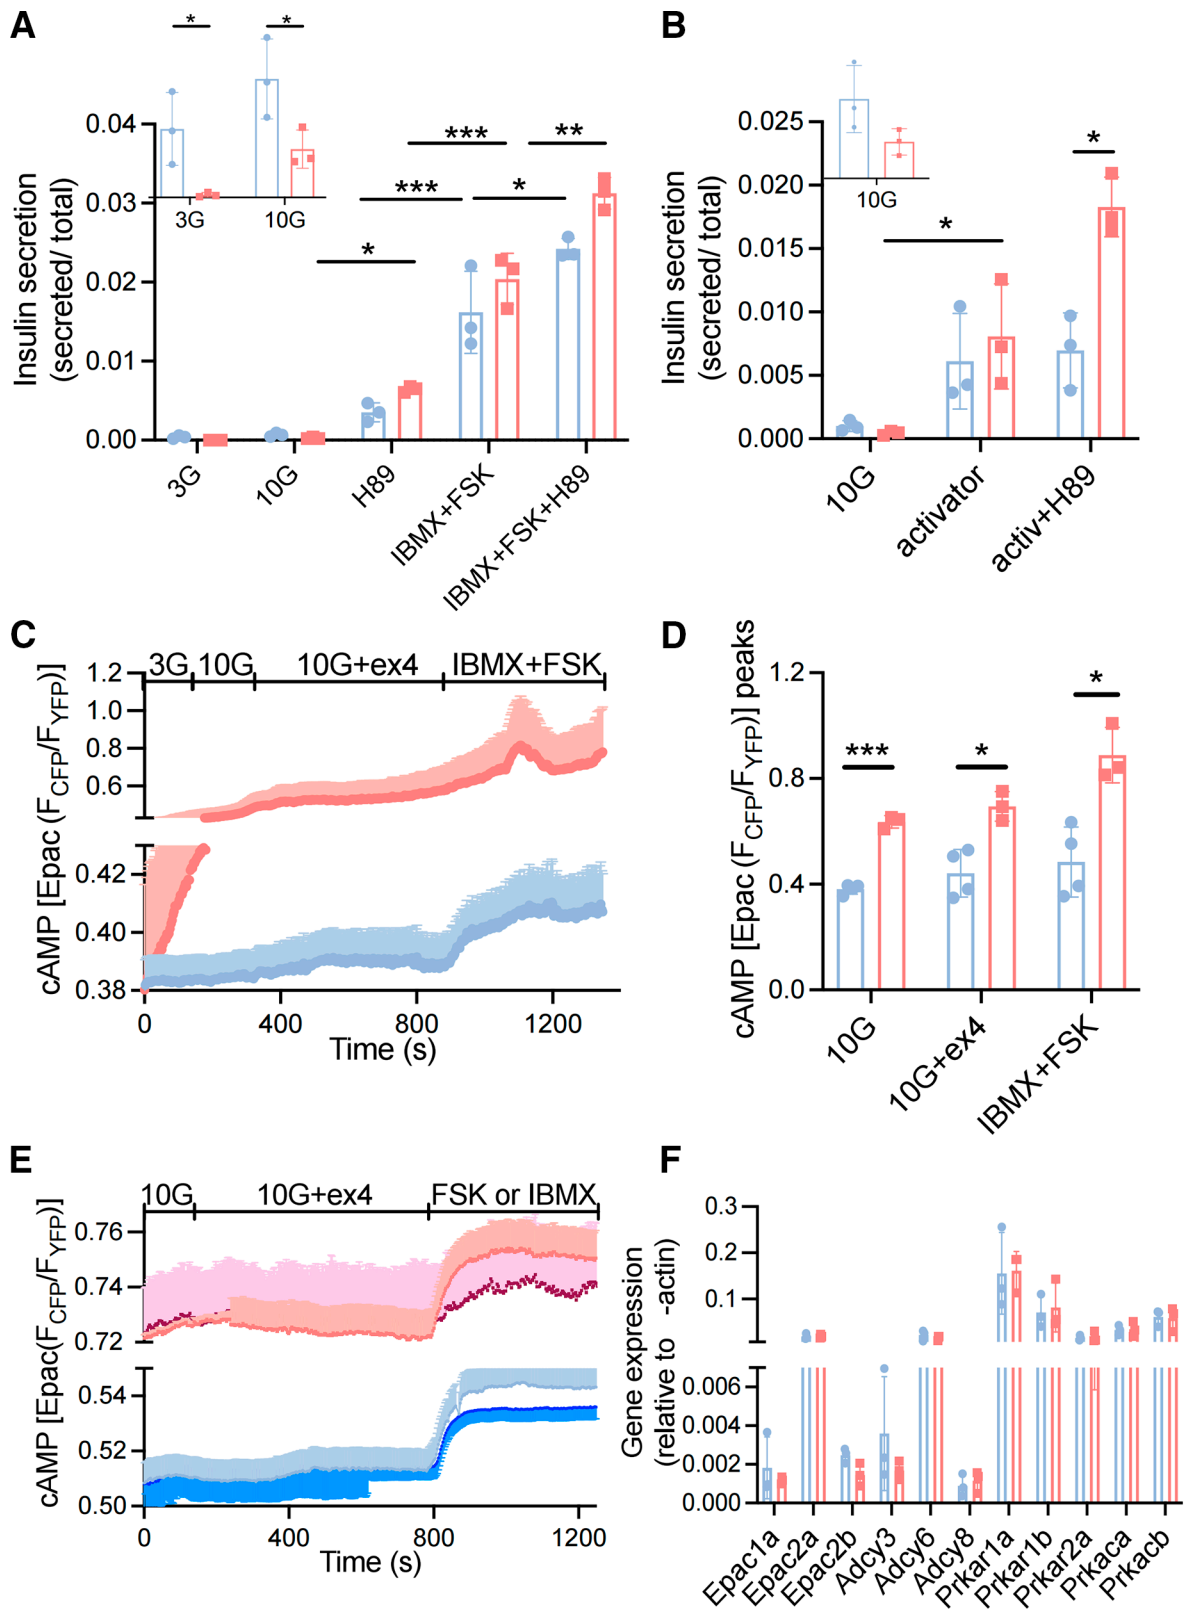 A
*
*
3G
10G
0.04
0.03
0.02
0.01
0.00
Insulin secretion
(secreted/ total)
***
**
***
*
*
3G
10G
H89
IBMX+FSK
IBMX+FSK+H89
B
10G
0.025
0.020
0.015
0.010
0.005
0.000
Insulin secretion
(secreted/ total)
*
*
10G
activator
activ+H89
C
3G
10G
10G+ex4
IBMX+FSK
1.2
1.0
0.8
0.6
0.42
0.40
0.38
cAMP [Epac (FCFP/FYFP)]
0
400
800
1200
Time (s)
D
1.2
0.8
0.4
0.0
cAMP [Epac (FCFP/FYFP)] peaks
***
*
*
10G
10G+ex4
IBMX+FSK
E
10G
10G+ex4
FSK or IBMX
0.76
0.74
0.72
0.54
0.52
0.50
cAMP [Epac(FCFP/FYFP)]
0
400
800
1200
Time (s)
F
0.3
0.2
0.1
0.006
0.004
0.002
0.000
Gene expression
(relative to -actin)
Epac1a
Epac2a
Epac2b
Adcy3
Adcy6
Adcy8
Prkar1a
Prkar1b
Prkar2a
Prkaca
Prkacb